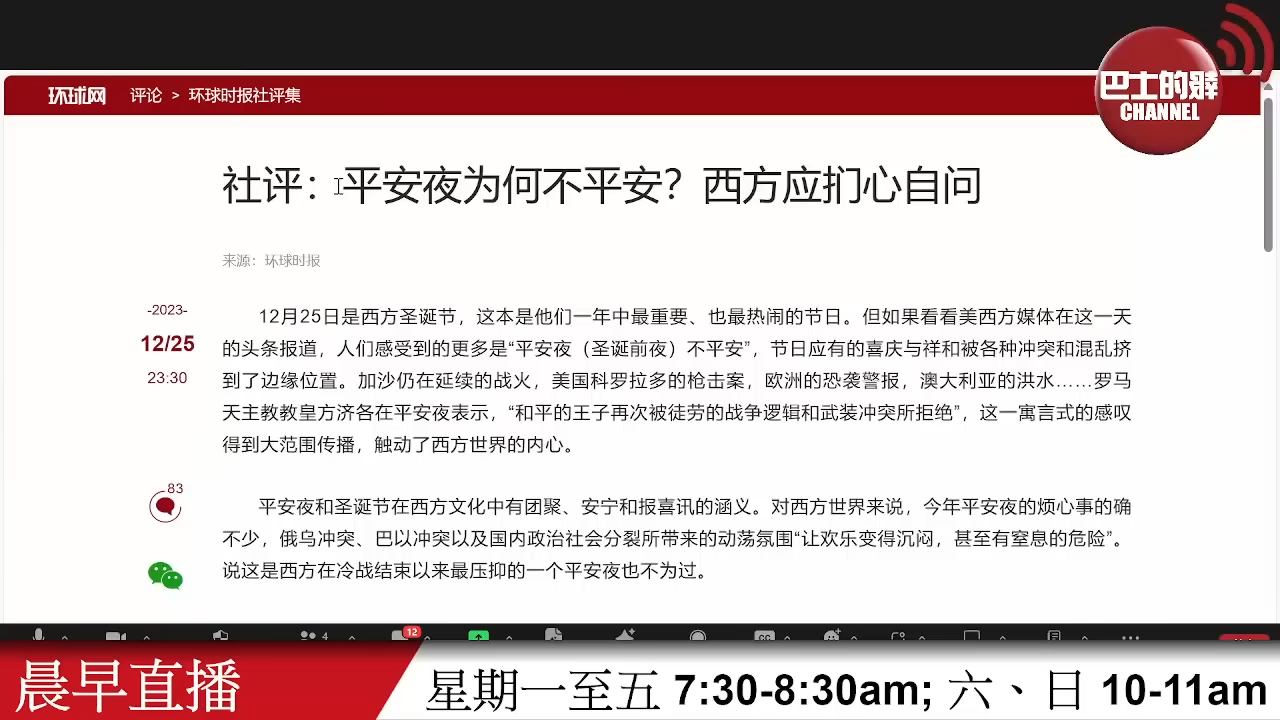 巴士的報
CHANNEL
环球网 评论 > 环球时报社评集
社评：平安夜为何不平安？西方应扪心自问
来源：环球时报
-2023-
12/25
23:30
12月25日是西方圣诞节，这本是他们一年中最重要、也最热闹的节日。但如果看看美西方媒体在这一天
的头条报道，人们感受到的更多是“平安夜（圣诞前夜）不平安”，节日应有的喜庆与祥和被各种冲突和混乱挤
到了边缘位置。加沙仍在延续的战火，美国科罗拉多的枪击案，欧洲的恐袭警报，澳大利亚的洪水……罗马
天主教教皇方济各在平安夜表示，“和平的王子再次被徒劳的战争逻辑和武装冲突所拒绝”，这一寓言式的感叹
得到大范围传播，触动了西方世界的内心。
83
平安夜和圣诞节在西方文化中有团聚、安宁和报喜讯的涵义。对西方世界来说，今年平安夜的烦心事的确
不少，俄乌冲突、巴以冲突以及国内政治社会分裂所带来的动荡氛围“让欢乐变得沉闷，甚至有窒息的危险”。
说这是西方在冷战结束以来最压抑的一个平安夜也不为过。
4
12
CC
晨早直播
星期一至五 7:30-8:30am; 六、日 10-11am